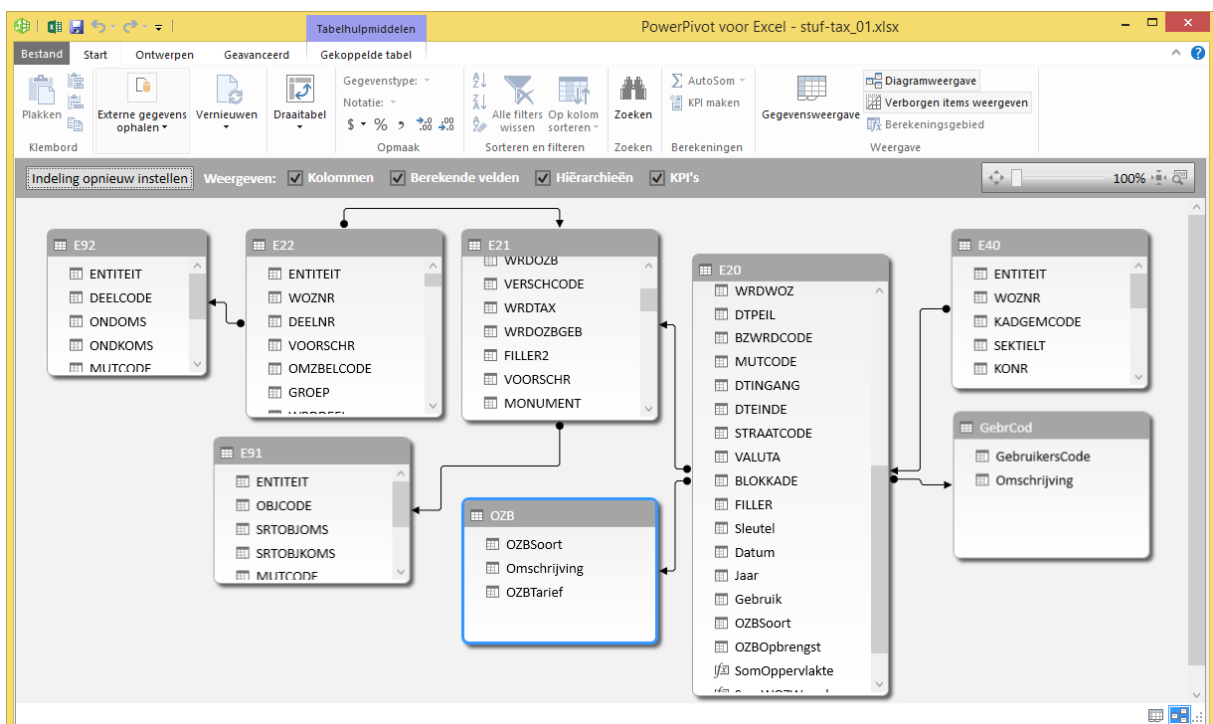 Tabelhulpmiddelen
PowerPivot voor Excel - stuf-tax_01.xlsx
Bestand Start Ontwerpen Geavanceerd Gekoppelde tabel
Plakken
Klembord
Externe gegevens ophalen
Vernieuwen
Draaitabel
Gegevenstype:
Notatie:
$ % , .00 .00
Opmaak
Alle filters wissen
Op kolom sorteren
Sorteren en filteren
Zoeken
Zoeken
AutoSom
KPI maken
Berekeningen
Gegevensweergave
Diagramweergave
Verborgen items weergeven
Berekeningsgebied
Weergave
Indeling opnieuw instellen Weergeven: Kolommen Berekende velden Hiërarchieën KPI's 100%
E92
ENTITEIT
DEELCODE
ONDOMS
ONDKOMS
MUTCODE
E22
ENTITEIT
WOZNR
DEELNR
VOORSCHR
OMZBELCODE
GROEP
E21
WRDOZB
VERSCHCODE
WRDTAX
WRDOZBGEB
FILLER2
VOORSCHR
MONUMENT
E20
WRDWOZ
DTPEIL
BZWRDCODE
MUTCODE
DTINGANG
DTEINDE
STRAATCODE
VALUTA
BLOKKADE
FILLER
Sleutel
Datum
Jaar
Gebruik
OZBSoort
OZBOpbrengst
SomOppervlakte
E40
ENTITEIT
WOZNR
KADGEMCODE
SEKTIELT
KONR
GebrCod
GebruikersCode
Omschrijving
E91
ENTITEIT
OBJCODE
SRTOBJOMS
SRTOBJKOMS
MUTCODE
OZB
OZBSoort
Omschrijving
OZBTarief